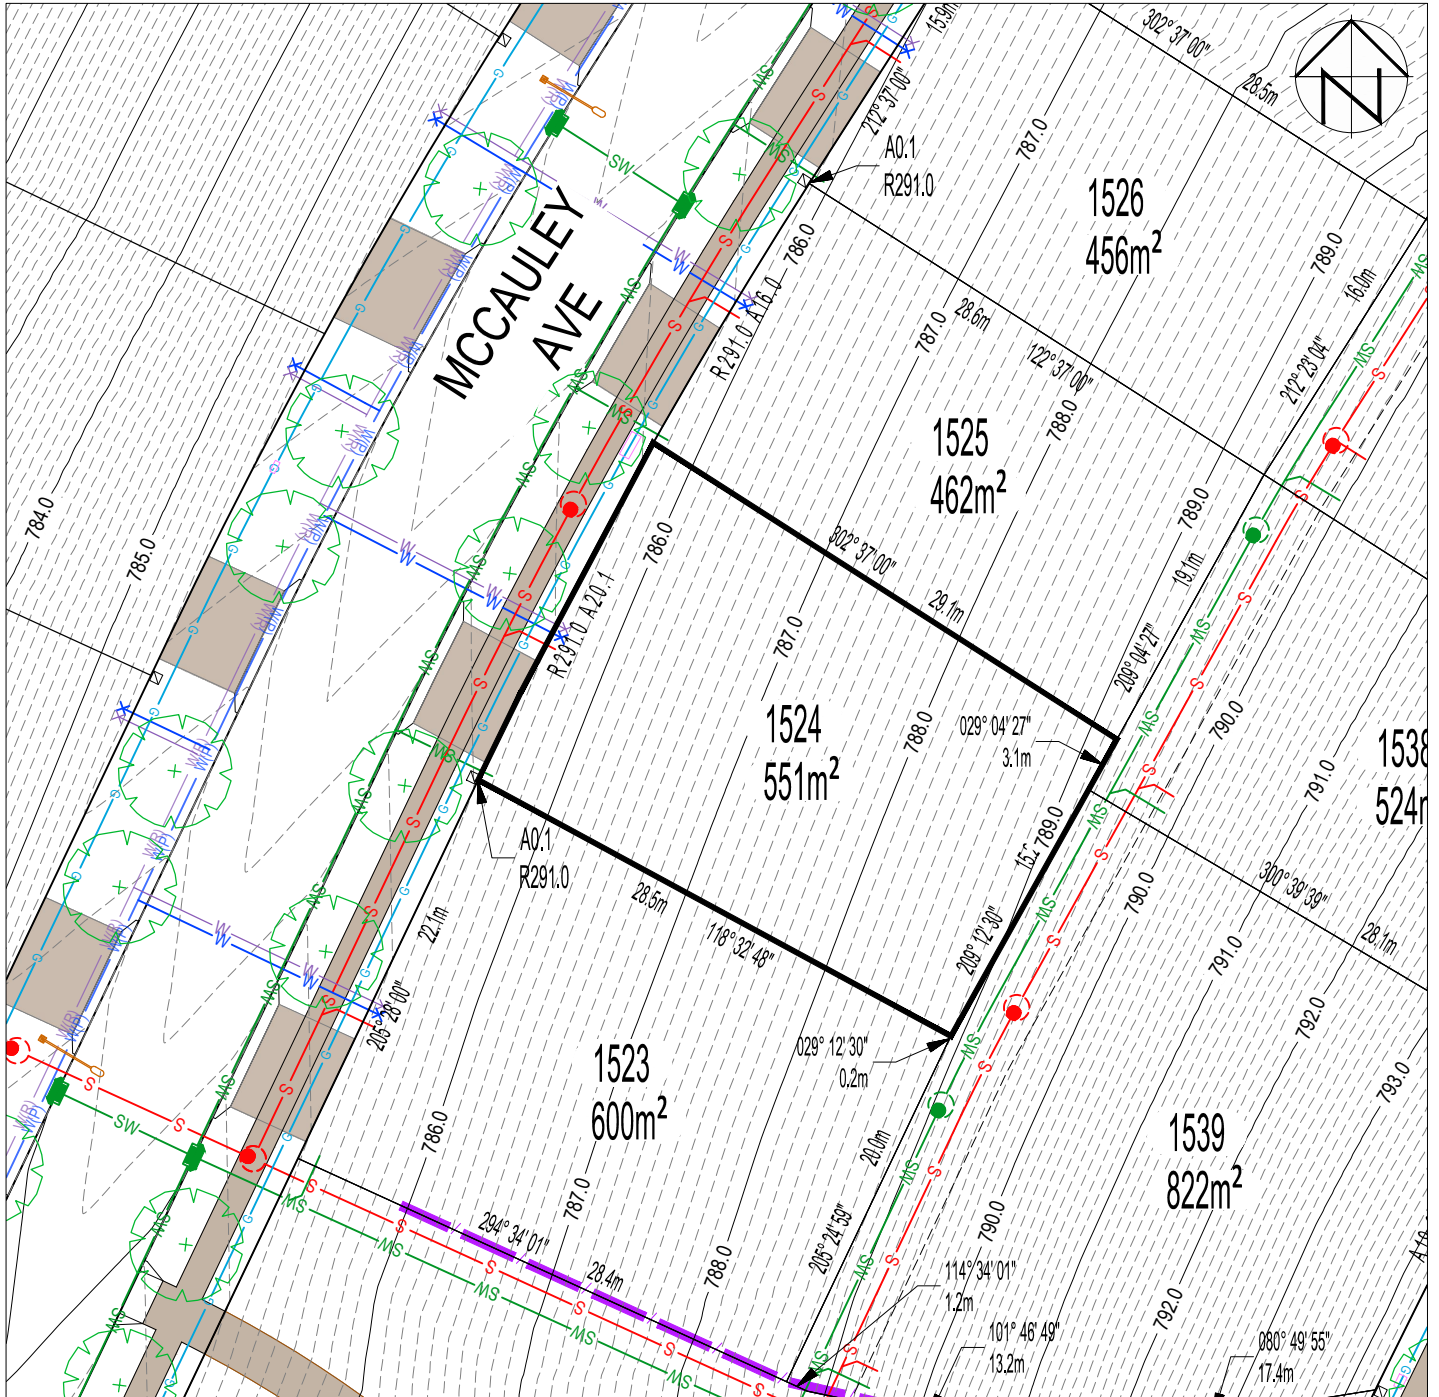 MCCAULEY
AVE
N
302° 37' 00"
28.5m
15.9m
212° 37' 00"
A0.1
R291.0
787.0
1526
456m²
789.0
16.0m
786.0
R291.0 A16.0
787.0
28.6m
122° 37' 00"
212° 23' 04"
788.0
1525
462m²
784.0
785.0
789.0
19.1m
786.0
302° 37' 00"
29.1m
R291.0 A20.1
787.0
209° 04' 27"
1524
551m²
788.0
029° 04' 27"
3.1m
790.0
1538
791.0
789.0
A0.1
R291.0
28.5m
118° 32' 48"
22.1m
209° 12' 30"
790.0
300° 39' 39"
28.1m
791.0
205° 28' 00"
792.0
029° 12' 30"
0.2m
1523
600m²
793.0
786.0
1539
822m²
20.0m
787.0
294° 34' 01"
28.4m
788.0
205° 24' 59"
790.0
114° 34' 01"
1.2m
792.0
101° 46' 49"
13.2m
080° 49' 55"
17.4m
SW
S
G
W
W(R)
W(P)